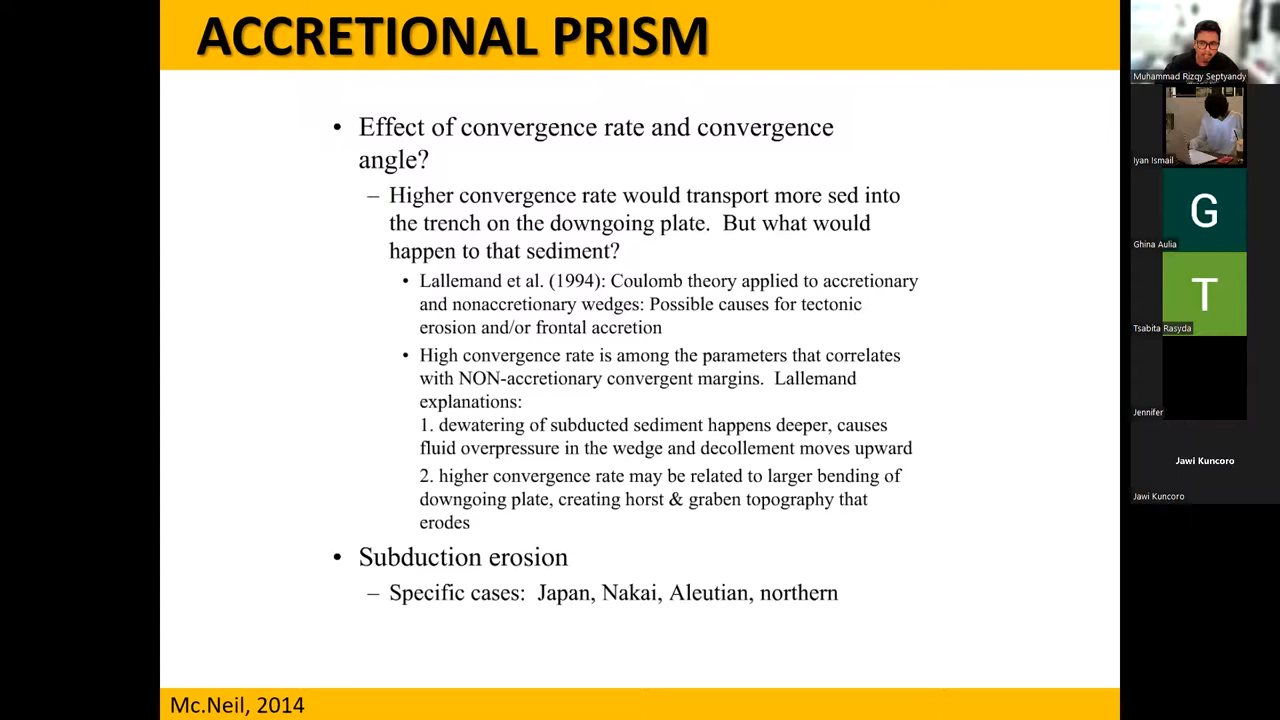 ACCRETIONAL PRISM
• Effect of convergence rate and convergence
angle?
– Higher convergence rate would transport more sed into
the trench on the downgoing plate. But what would
happen to that sediment?
• Lallemand et al. (1994): Coulomb theory applied to accretionary
and nonaccretionary wedges: Possible causes for tectonic
erosion and/or frontal accretion
• High convergence rate is among the parameters that correlates
with NON-accretionary convergent margins. Lallemand
explanations:
1. dewatering of subducted sediment happens deeper, causes
fluid overpressure in the wedge and decollement moves upward
2. higher convergence rate may be related to larger bending of
downgoing plate, creating horst & graben topography that
erodes
• Subduction erosion
– Specific cases: Japan, Nakai, Aleutian, northern
Mc.Neil, 2014
Muhammad Rizqy Septyandy
Iyan Ismail
G
Ghina Aulia
T
Tsabita Rasyda
Jennifer
Jawi Kuncoro
Jawi Kuncoro